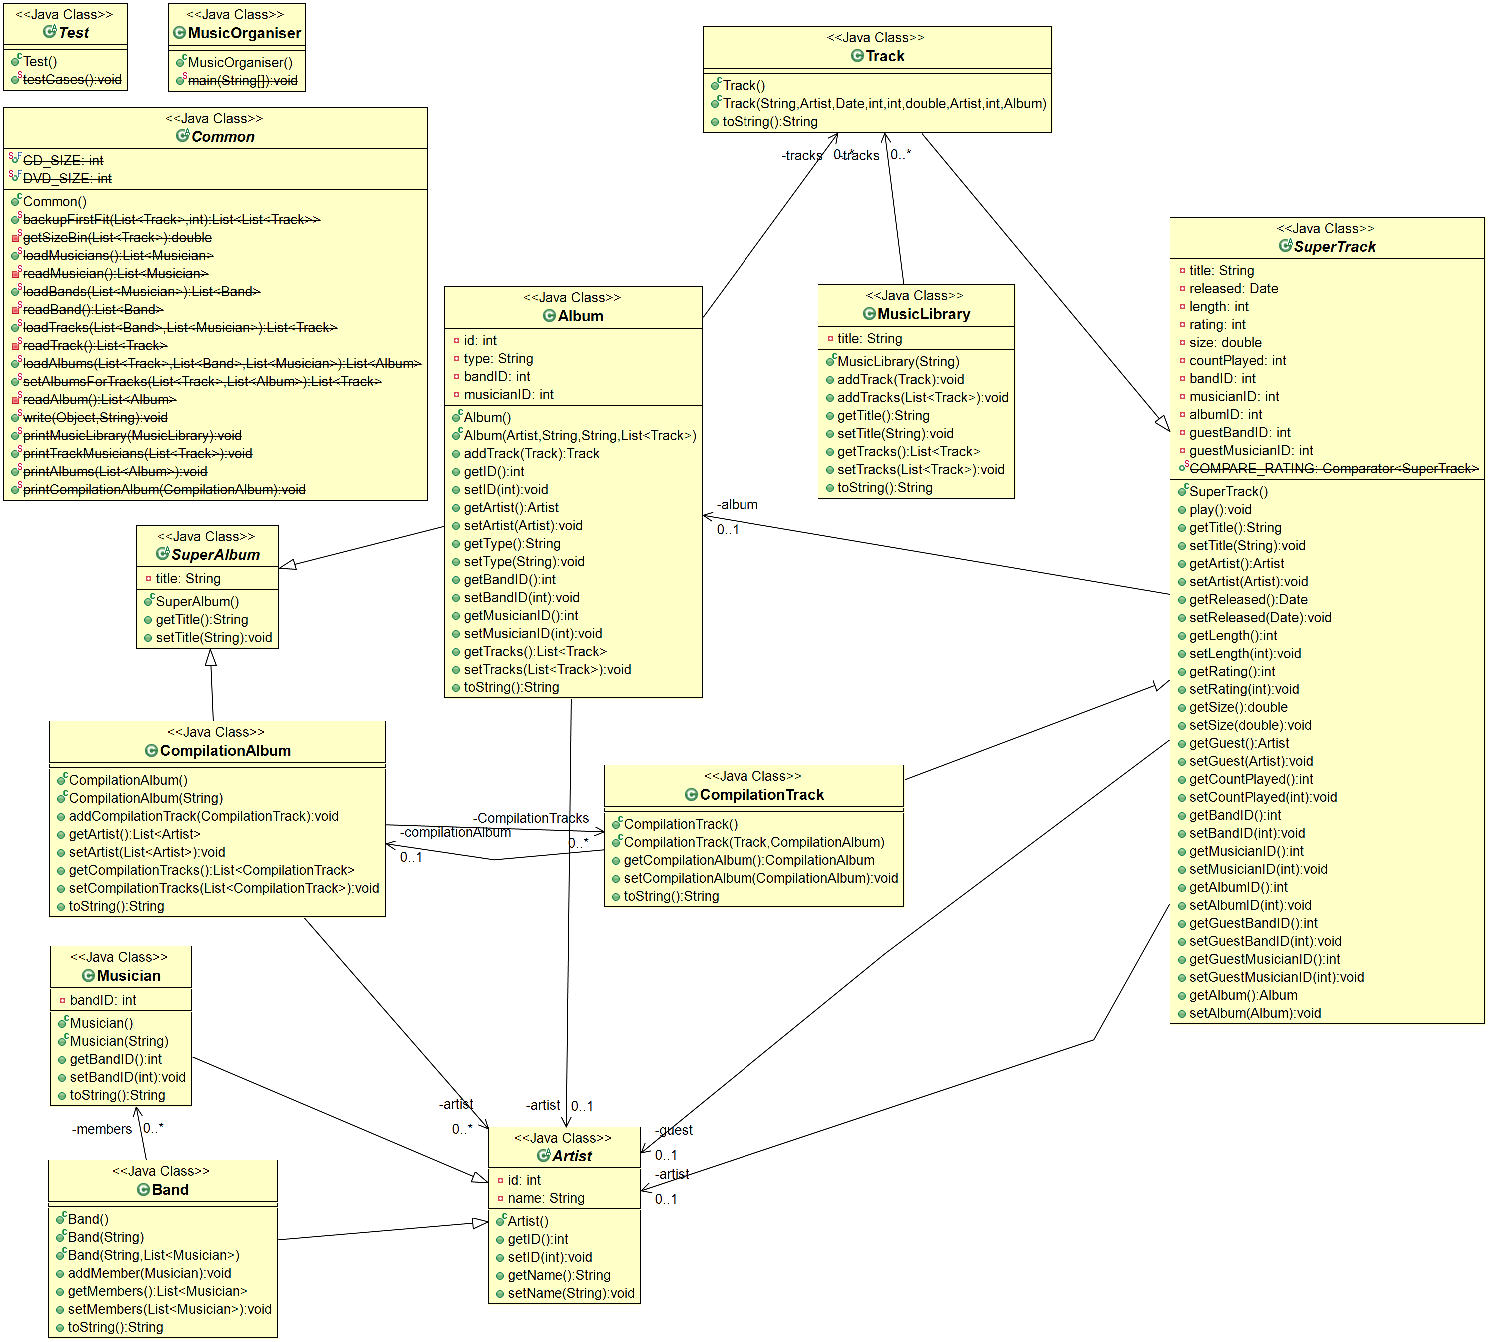 <<Java Class>>
Test
Test()
testCases():void
<<Java Class>>
MusicOrganiser
MusicOrganiser()
main(String[]):void
<<Java Class>>
Common
CD_SIZE: int
DVD_SIZE: int
Common()
backupFirstFit(List<Track>,int):List<List<Track>>
getSizeBin(List<Track>):double
loadMusicians():List<Musician>
readMusician():List<Musician>
loadBands(List<Musician>):List<Band>
readBand():List<Band>
loadTracks(List<Band>,List<Musician>):List<Track>
readTrack():List<Track>
loadAlbums(List<Track>,List<Band>,List<Musician>):List<Album>
setAlbumsForTracks(List<Track>,List<Album>):List<Track>
readAlbum():List<Album>
write(Object,String):void
printMusicLibrary(MusicLibrary):void
printTrackMusicians(List<Track>):void
printAlbums(List<Album>):void
printCompilationAlbum(CompilationAlbum):void
<<Java Class>>
Track
Track()
Track(String,Artist,Date,int,int,double,Artist,int,Album)
toString():String
-tracks
0..*
-tracks
0..*
<<Java Class>>
Album
id: int
type: String
bandID: int
musicianID: int
Album()
Album(Artist,String,String,List<Track>)
addTrack(Track):Track
getID():int
setID(int):void
getArtist():Artist
setArtist(Artist):void
getType():String
setType(String):void
getBandID():int
setBandID(int):void
getMusicianID():int
setMusicianID(int):void
getTracks():List<Track>
setTracks(List<Track>):void
toString():String
<<Java Class>>
MusicLibrary
title: String
MusicLibrary(String)
addTrack(Track):void
addTracks(List<Track>):void
getTitle():String
setTitle(String):void
getTracks():List<Track>
setTracks(List<Track>):void
toString():String
-album
0..1
<<Java Class>>
SuperTrack
title: String
released: Date
length: int
rating: int
size: double
countPlayed: int
bandID: int
musicianID: int
albumID: int
guestBandID: int
guestMusicianID: int
COMPARE_RATING: Comparator<SuperTrack>
SuperTrack()
play():void
getTitle():String
setTitle(String):void
getArtist():Artist
setArtist(Artist):void
getReleased():Date
setReleased(Date):void
getLength():int
setLength(int):void
getRating():int
setRating(int):void
getSize():double
setSize(double):void
getGuest():Artist
setGuest(Artist):void
getCountPlayed():int
setCountPlayed(int):void
getBandID():int
setBandID(int):void
getMusicianID():int
setMusicianID(int):void
getAlbumID():int
setAlbumID(int):void
getGuestBandID():int
setGuestBandID(int):void
getGuestMusicianID():int
setGuestMusicianID(int):void
getAlbum():Album
setAlbum(Album):void
<<Java Class>>
SuperAlbum
title: String
SuperAlbum()
getTitle():String
setTitle(String):void
<<Java Class>>
CompilationAlbum
CompilationAlbum()
CompilationAlbum(String)
addCompilationTrack(CompilationTrack):void
getArtist():List<Artist>
setArtist(List<Artist>):void
getCompilationTracks():List<CompilationTrack>
setCompilationTracks(List<CompilationTrack>):void
toString():String
-CompilationTracks
0..*
-compilationAlbum
0..1
<<Java Class>>
CompilationTrack
CompilationTrack()
CompilationTrack(Track,CompilationAlbum)
getCompilationAlbum():CompilationAlbum
setCompilationAlbum(CompilationAlbum):void
toString():String
<<Java Class>>
Musician
bandID: int
Musician()
Musician(String)
getBandID():int
setBandID(int):void
toString():String
-members
0..*
<<Java Class>>
Band
Band()
Band(String)
Band(String,List<Musician>)
addMember(Musician):void
getMembers():List<Musician>
setMembers(List<Musician>):void
toString():String
-artist
0..*
-artist
0..1
-guest
0..1
-artist
0..1
<<Java Class>>
Artist
id: int
name: String
Artist()
getID():int
setID(int):void
getName():String
setName(String):void